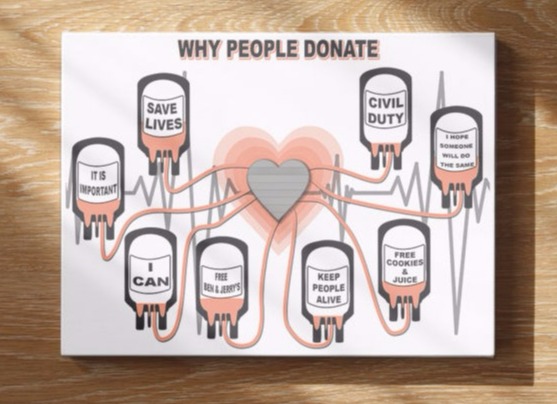 WHY PEOPLE DONATE
SAVE
LIVES
CIVIL
DUTY
I HOPE
SOMEONE
WILL DO
THE SAME
IT IS
IMPORTANT
I
CAN
FREE
BEN & JERRY'S
KEEP
PEOPLE
ALIVE
FREE
COOKIES
&
JUICE